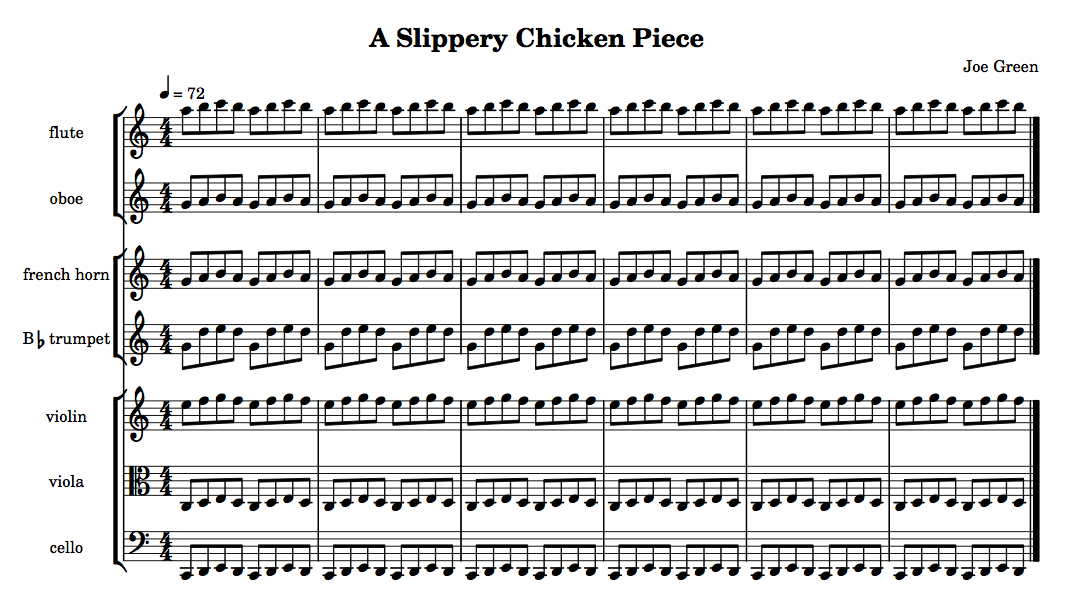 A Slippery Chicken Piece
Joe Green
♩ = 72
flute
oboe
french horn
B♭ trumpet
violin
viola
cello